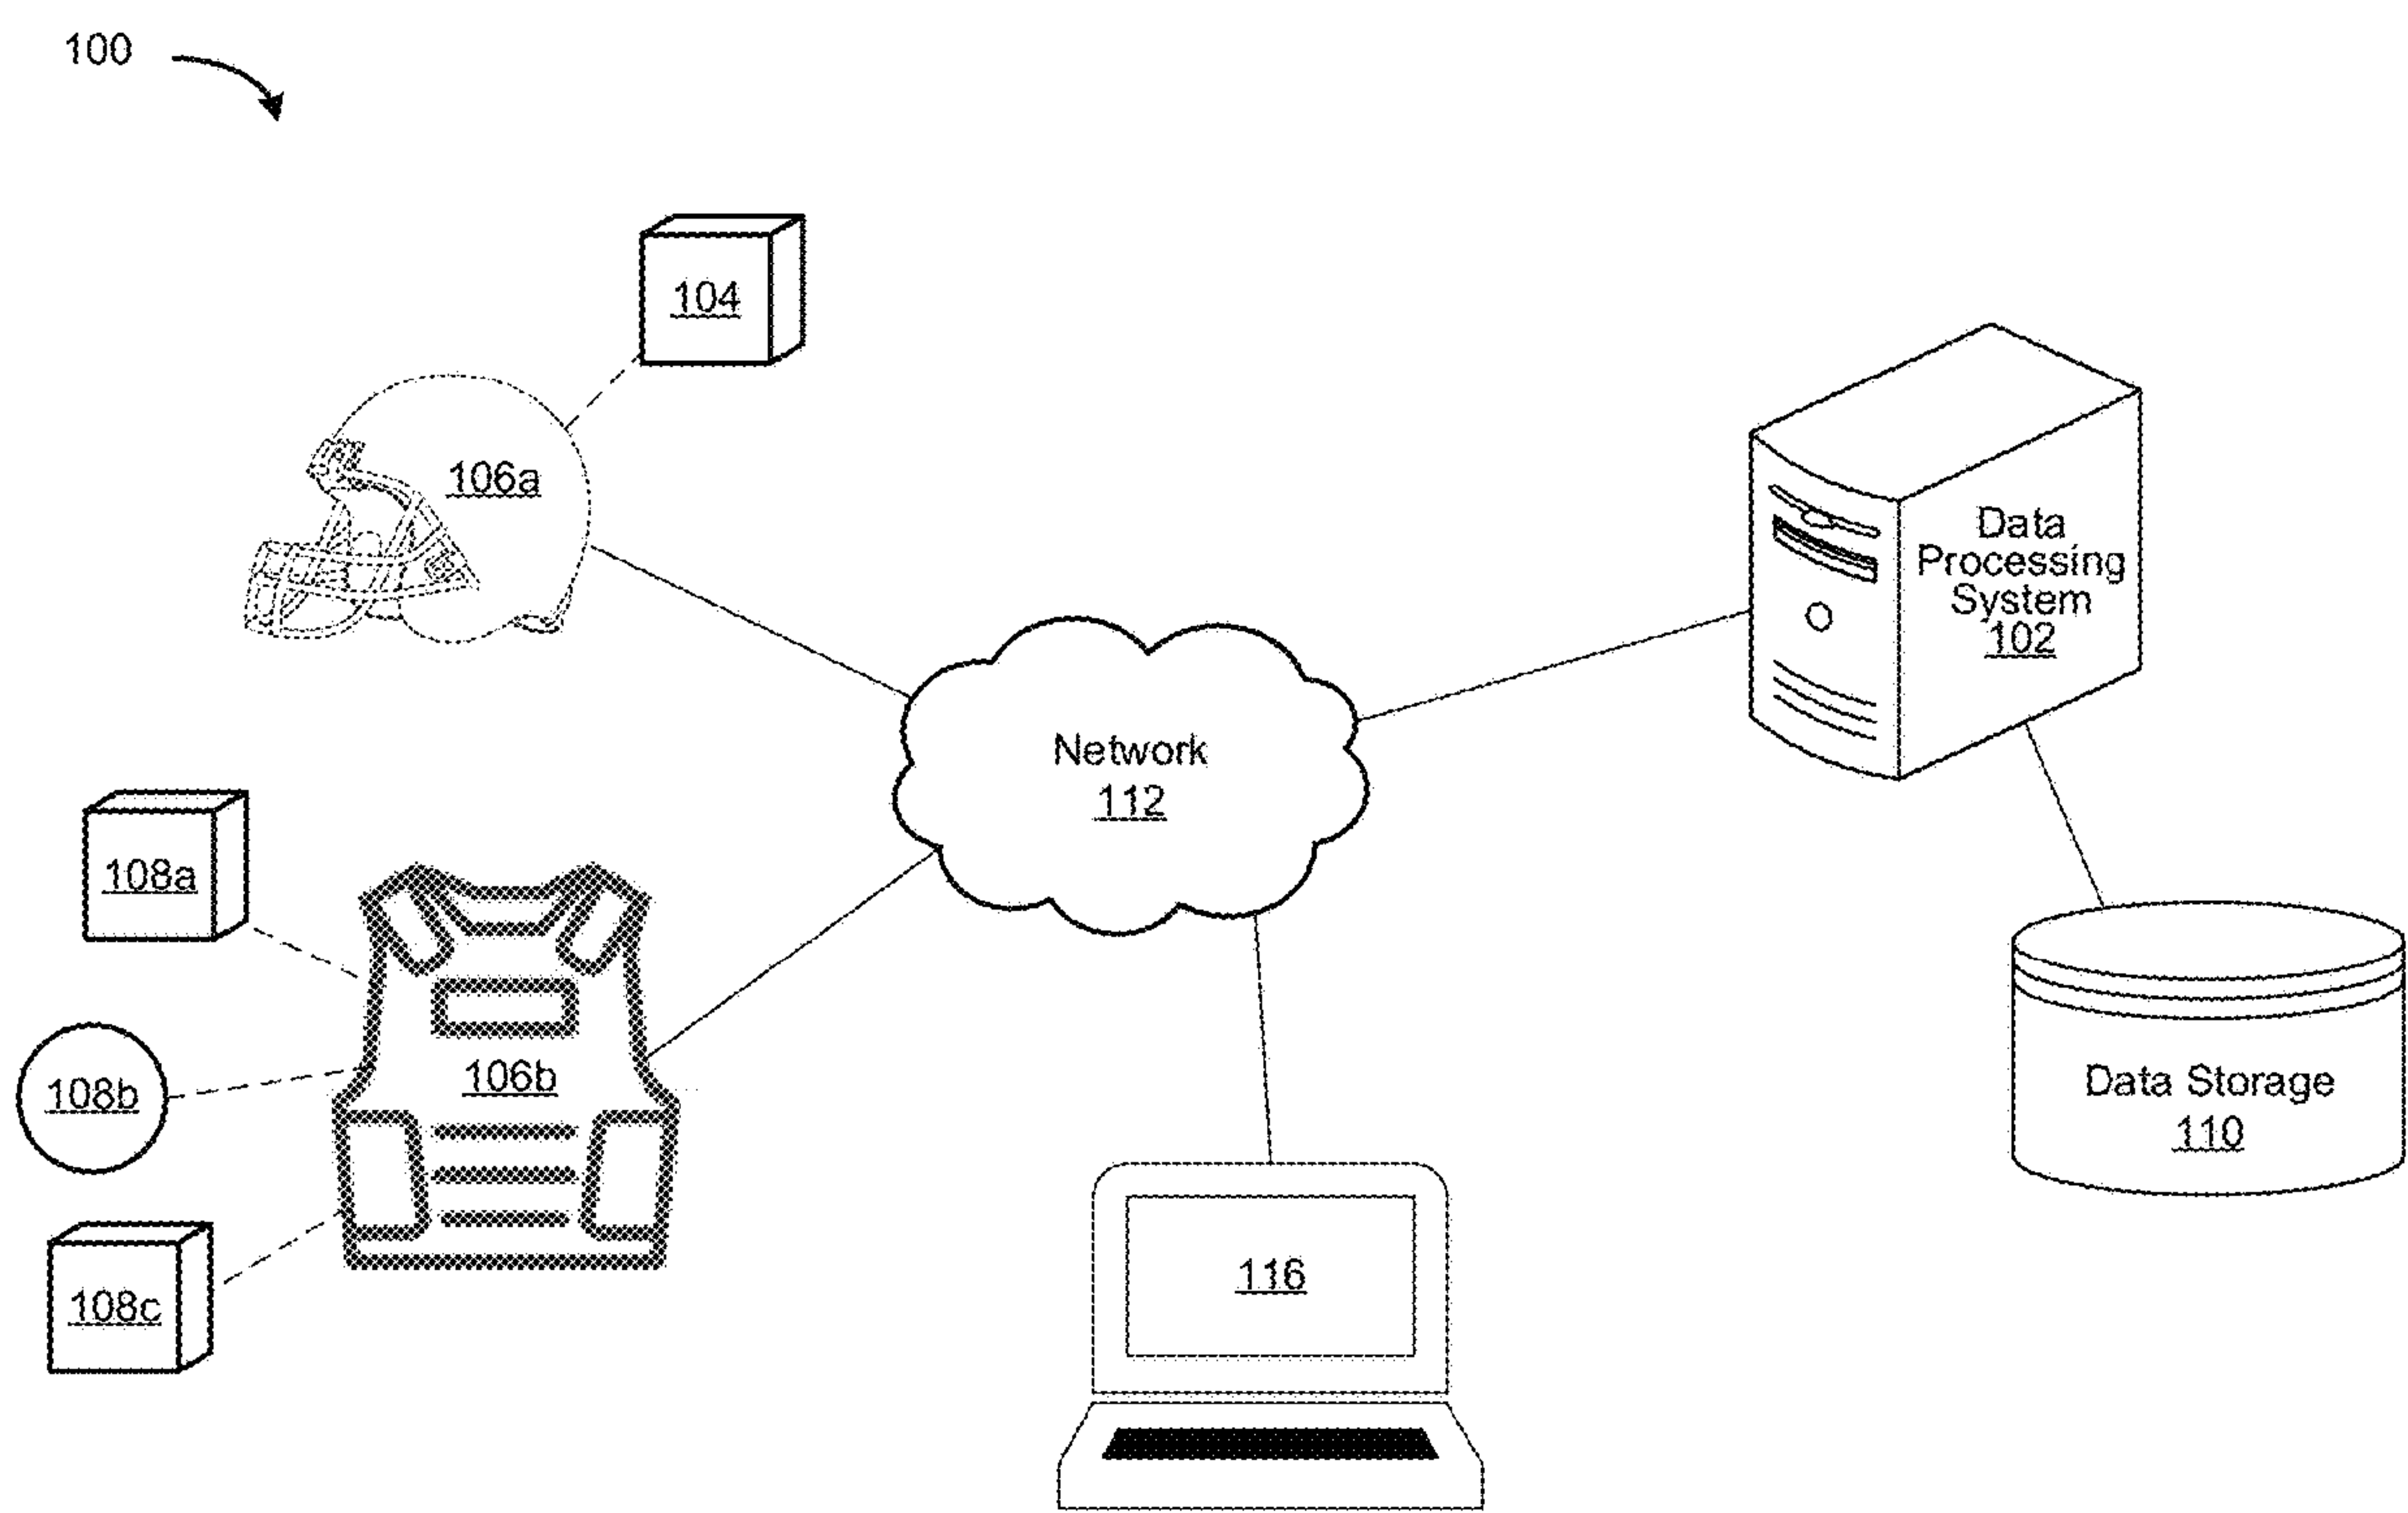 100
104
106a
Data
Processing
System
102
Network
112
108a
106b
108b
Data Storage
110
116
108c